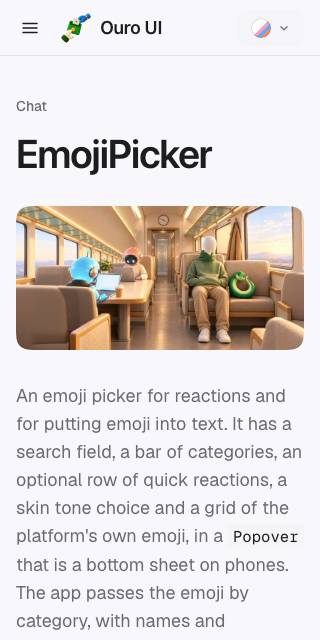 Ouro UI
Chat
EmojiPicker
An emoji picker for reactions and
for putting emoji into text. It has a
search field, a bar of categories, an
optional row of quick reactions, a
skin tone choice and a grid of the
platform's own emoji, in a Popover
that is a bottom sheet on phones.
The app passes the emoji by
category, with names and